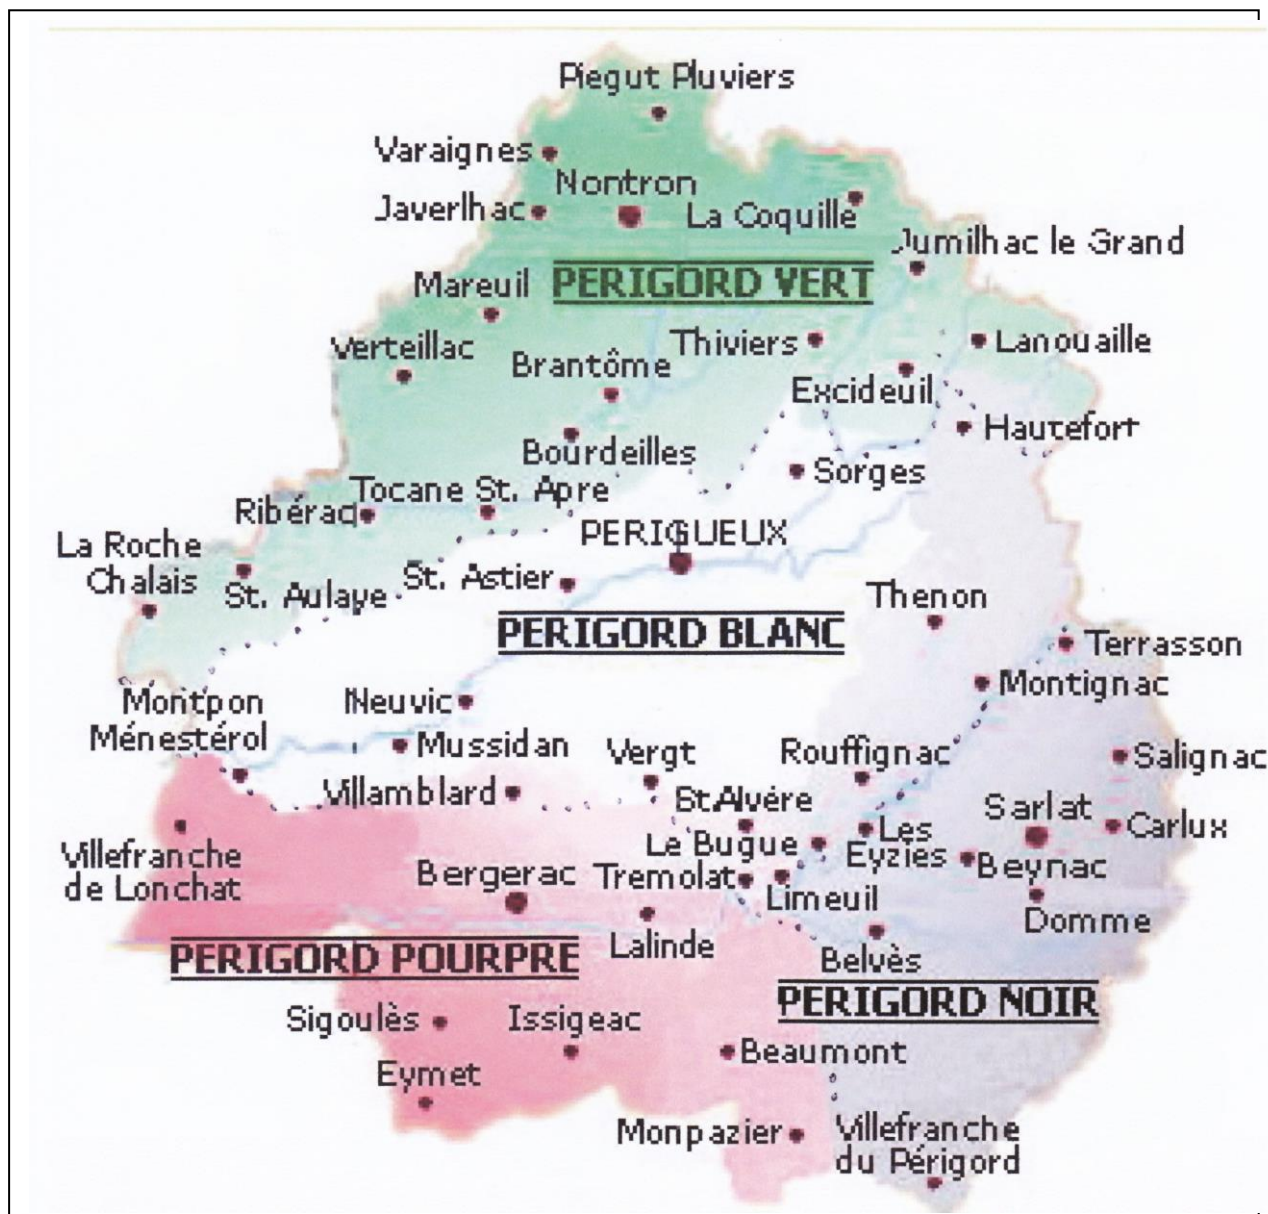 Piegut Pluviers
Varaignes
Nontron
Javerlhac
La Coquille
Jumilhac le Grand
Mareuil
PERIGORD VERT
Verteillac
Thiviers
Lanouaille
Brantôme
Excideuil
Hautefort
Bourdeilles
Sorges
Tocane St. Apre
Ribérac
PERIGUEUX
La Roche
Chalais
St. Aulaye
St. Astier
Thenon
PERIGORD BLANC
Terrasson
Montignac
Montpon
Ménestérol
Neuvic
Mussidan
Vergt
Rouffignac
Salignac
Villamblard
St.Alvére
Sarlat
Carlux
Le Bugue
Les
Eyzies
Villefranche
de Lonchat
Bergerac
Tremolat
Limeuil
Beynac
Domme
Lalinde
Belvès
PERIGORD POURPRE
PERIGORD NOIR
Sigoulès
Issigeac
Beaumont
Eymet
Monpazier
Villefranche
du Périgord